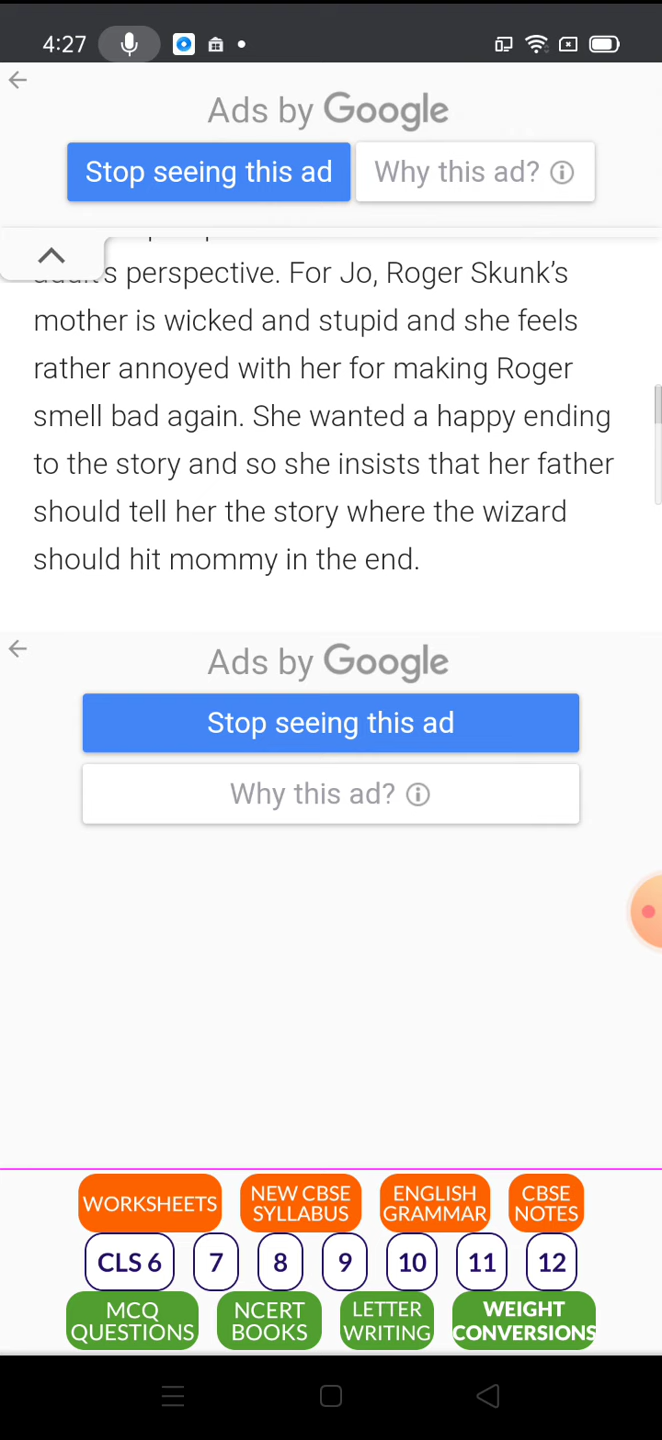 4:27
Ads by Google
Stop seeing this ad
Why this ad?
perspective. For Jo, Roger Skunk’s
mother is wicked and stupid and she feels
rather annoyed with her for making Roger
smell bad again. She wanted a happy ending
to the story and so she insists that her father
should tell her the story where the wizard
should hit mommy in the end.
Ads by Google
Stop seeing this ad
Why this ad?
WORKSHEETS
NEW CBSE
SYLLABUS
ENGLISH
GRAMMAR
CBSE
NOTES
CLS 6
7
8
9
10
11
12
MCQ
QUESTIONS
NCERT
BOOKS
LETTER
WRITING
WEIGHT
CONVERSIONS